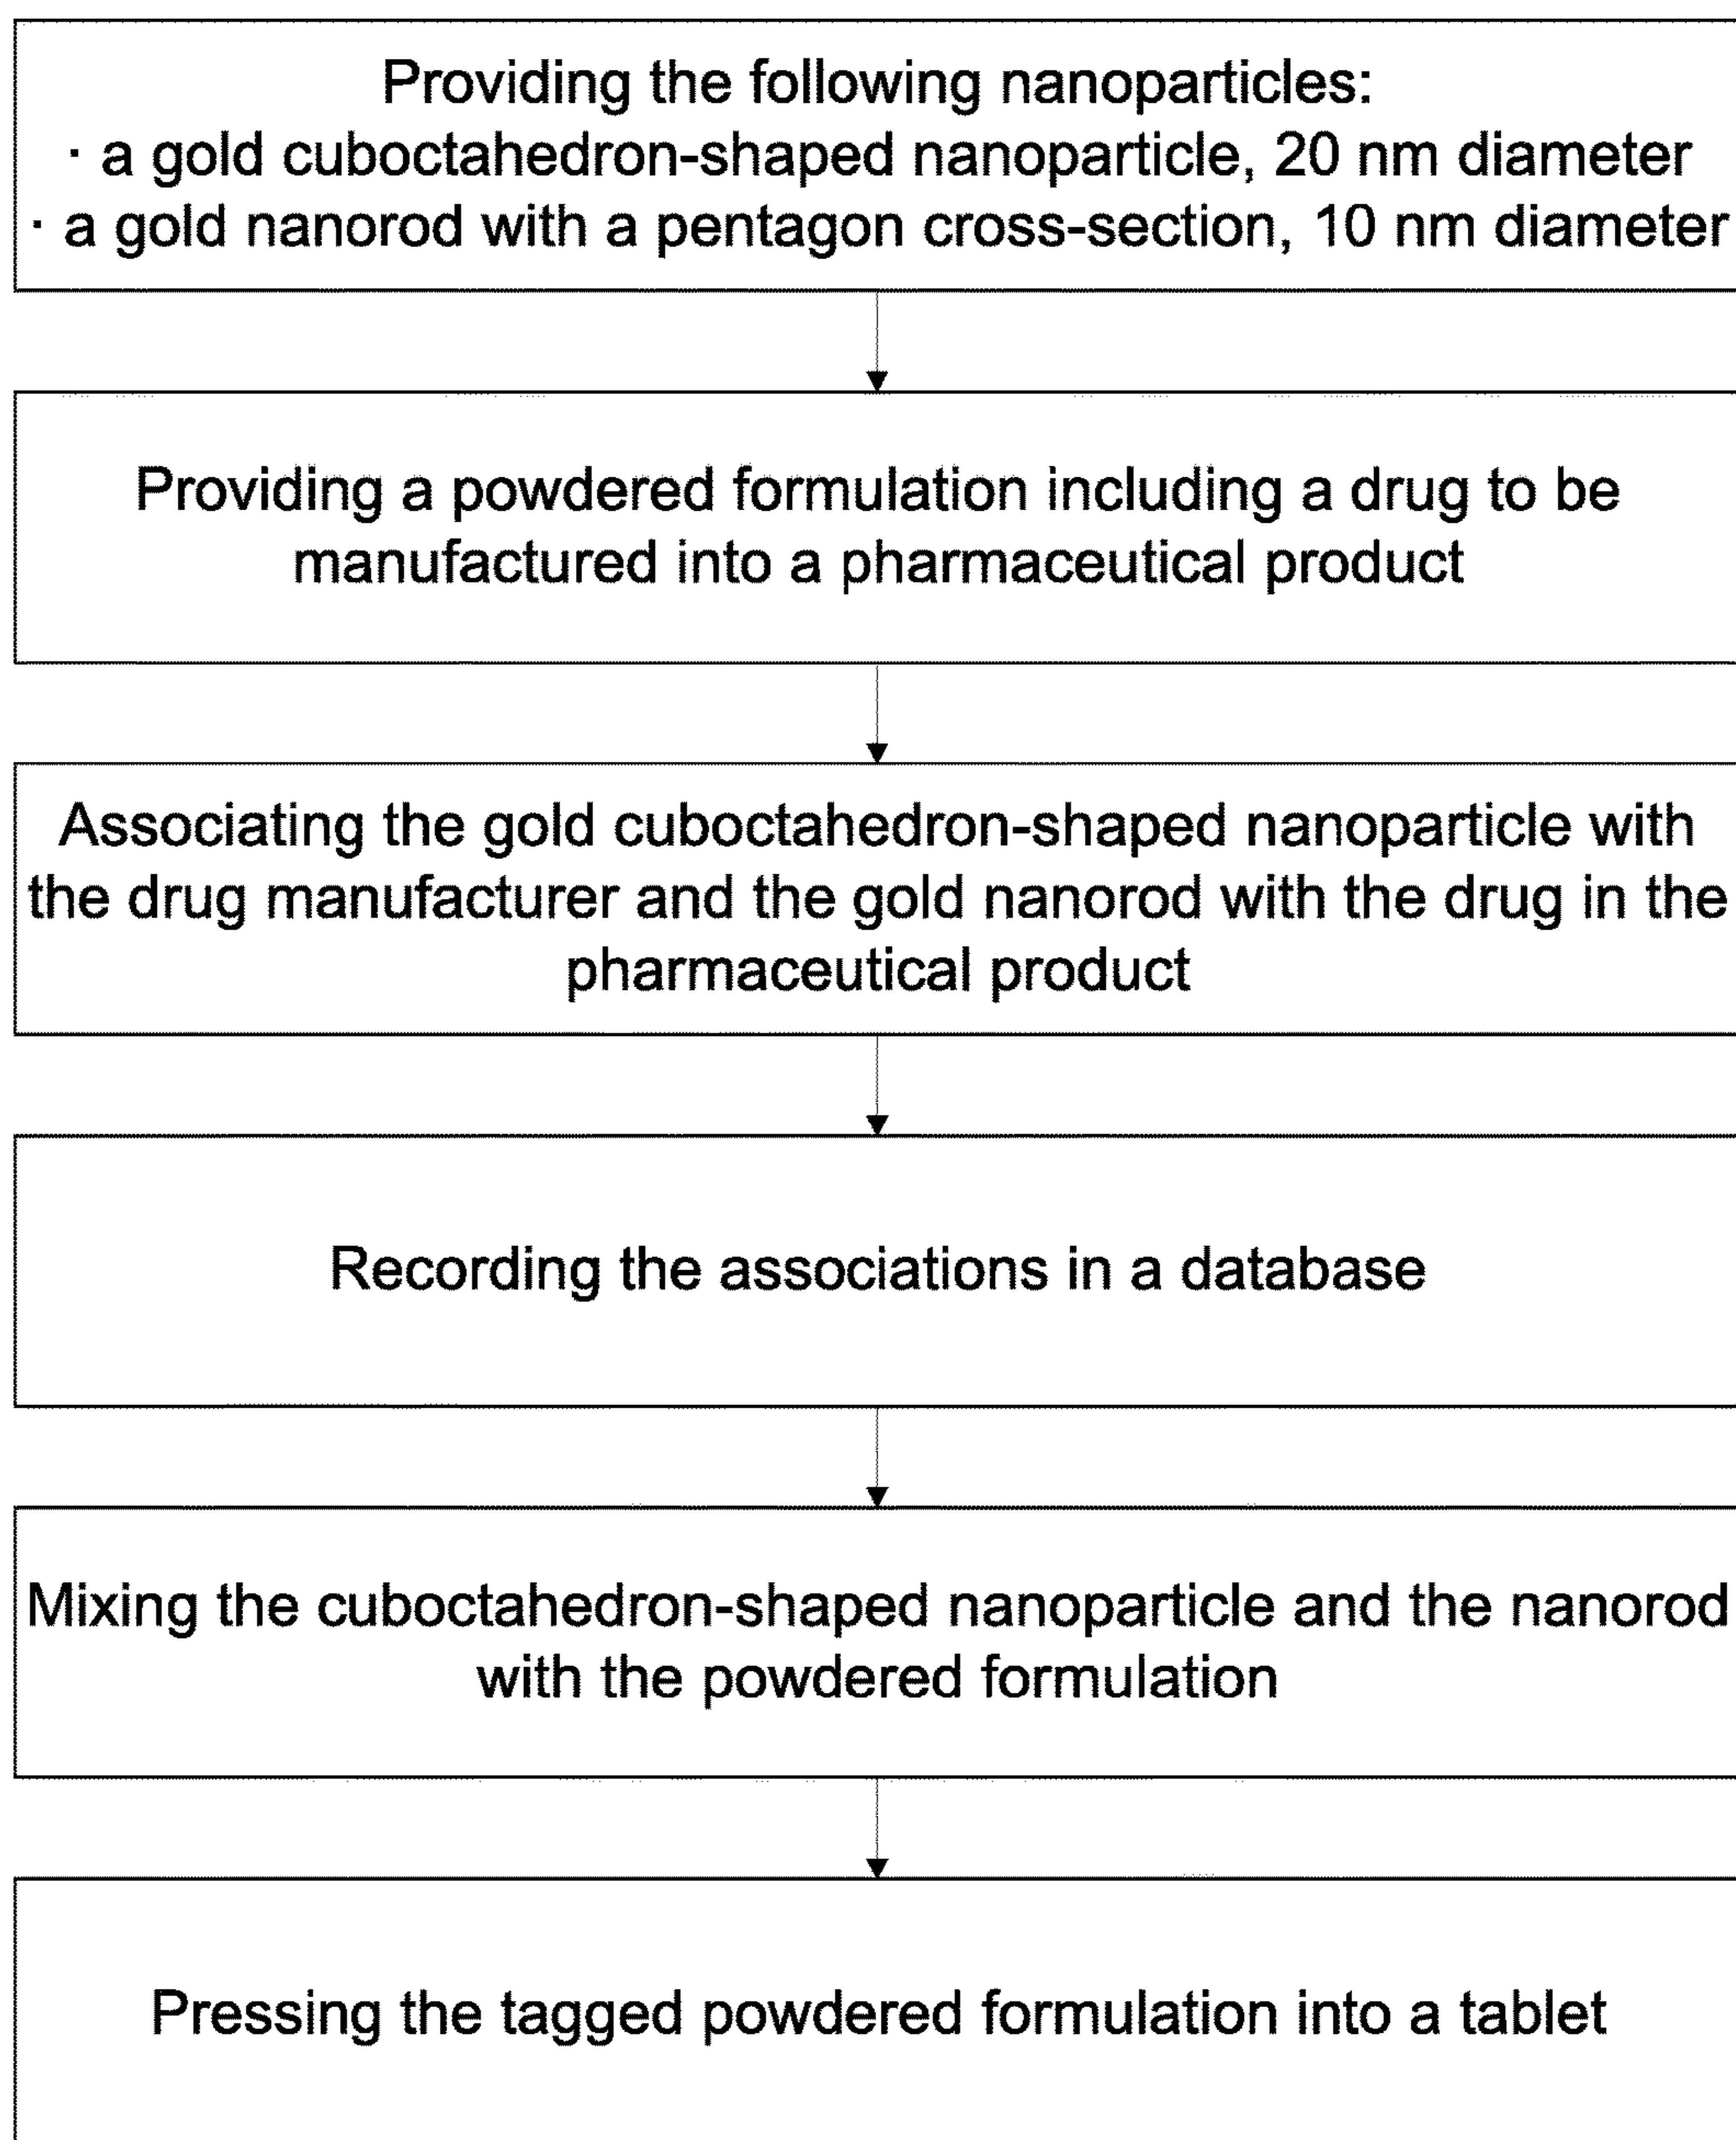 Providing the following nanoparticles:
· a gold cuboctahedron-shaped nanoparticle, 20 nm diameter
· a gold nanorod with a pentagon cross-section, 10 nm diameter
Providing a powdered formulation including a drug to be
manufactured into a pharmaceutical product
Associating the gold cuboctahedron-shaped nanoparticle with
the drug manufacturer and the gold nanorod with the drug in the
pharmaceutical product
Recording the associations in a database
Mixing the cuboctahedron-shaped nanoparticle and the nanorod
with the powdered formulation
Pressing the tagged powdered formulation into a tablet